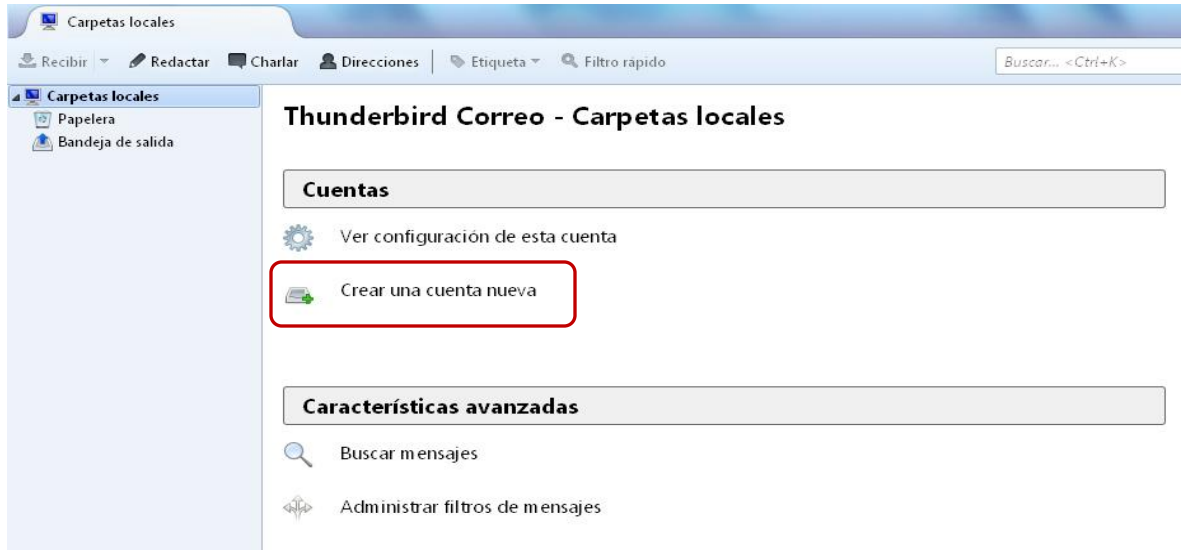 Carpetas locales
Recibir Redactar Charlar Direcciones Etiqueta Filtro rápido Buscar... <Ctrl+K>
Carpetas locales
Papelera
Bandeja de salida
Thunderbird Correo - Carpetas locales
Cuentas
Ver configuración de esta cuenta
Crear una cuenta nueva
Características avanzadas
Buscar mensajes
Administrar filtros de mensajes